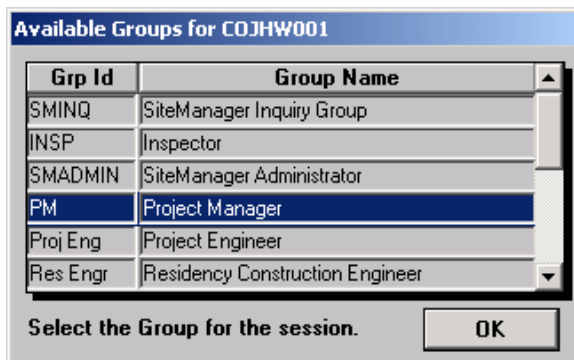 Available Groups for COJHW001
Grp Id Group Name
SMINQ SiteManager Inquiry Group
INSP Inspector
SMADMIN SiteManager Administrator
PM Project Manager
Proj Eng Project Engineer
Res Engr Residency Construction Engineer
Select the Group for the session. OK